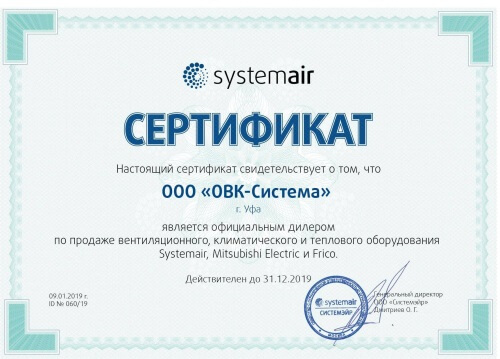 systemair
СЕРТИФИКАТ
Настоящий сертификат свидетельствует о том, что
ООО «ОВК-Система»
г. Уфа
является официальным дилером
по продаже вентиляционного, климатического и теплового оборудования
Systemair, Mitsubishi Electric и Frico.
Действителен до 31.12.2019
09.01.2019 г.
ID № 060/19
systemair
СИСТЕМЭЙР
Генеральный директор
ООО «Системэйр»
Дмитриев О. Г.